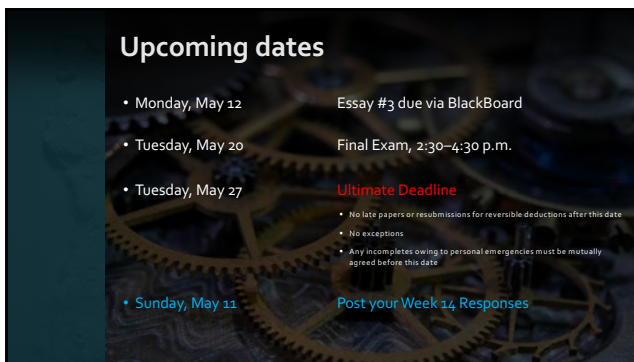 Upcoming dates
• Monday, May 12 Essay #3 due via BlackBoard
• Tuesday, May 20 Final Exam, 2:30–4:30 p.m.
• Tuesday, May 27 Ultimate Deadline
• No late papers or resubmissions for reversible deductions after this date
• No exceptions
• Any incompletes owing to personal emergencies must be mutually
agreed before this date
• Sunday, May 11 Post your Week 14 Responses